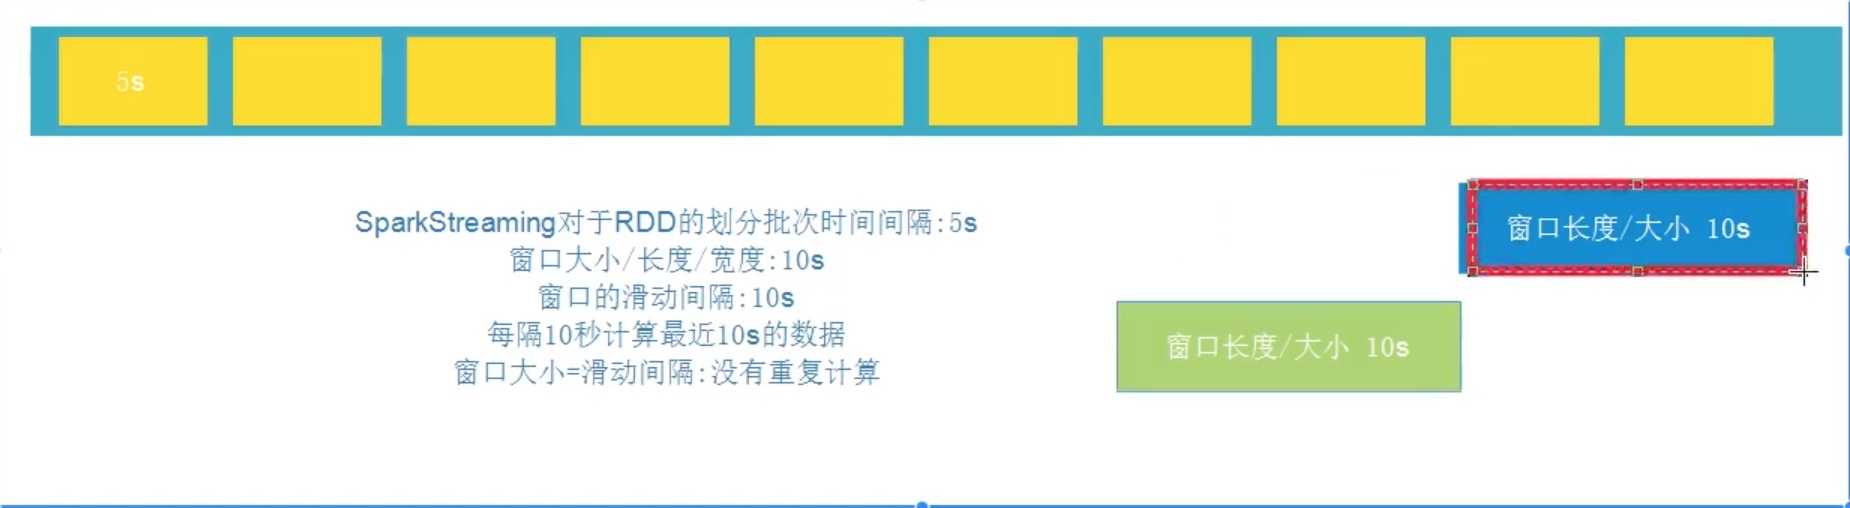 5s
SparkStreaming对于RDD的划分批次时间间隔:5s
窗口大小/长度/宽度:10s
窗口的滑动间隔:10s
每隔10秒计算最近10s的数据
窗口大小=滑动间隔:没有重复计算
窗口长度/大小 10s
窗口长度/大小 10s